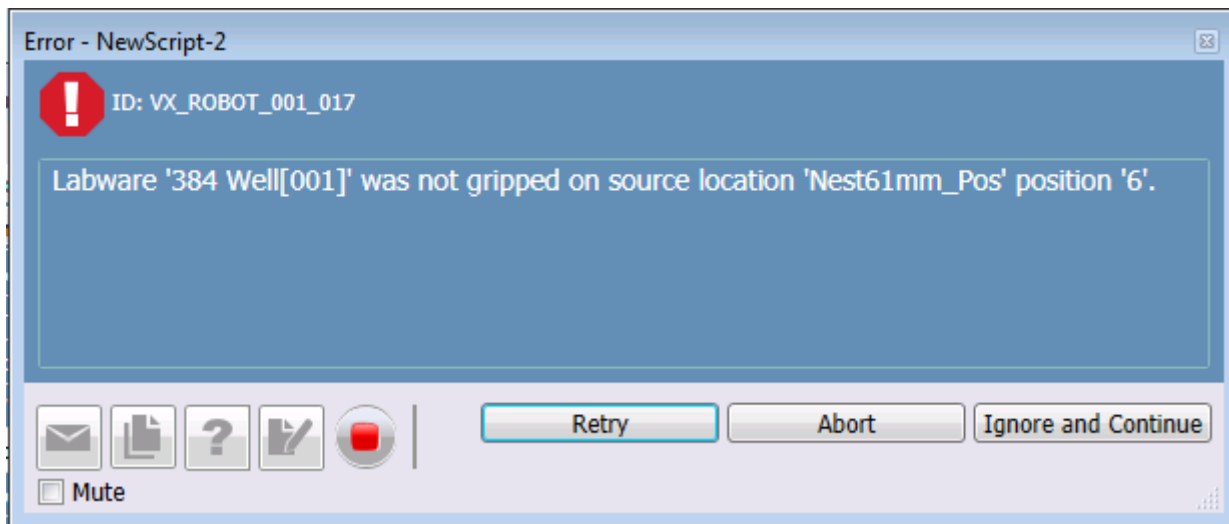 Error - NewScript-2
ID: VX_ROBOT_001_017
Labware '384 Well[001]' was not gripped on source location 'Nest61mm_Pos' position '6'.
Retry
Abort
Ignore and Continue
Mute